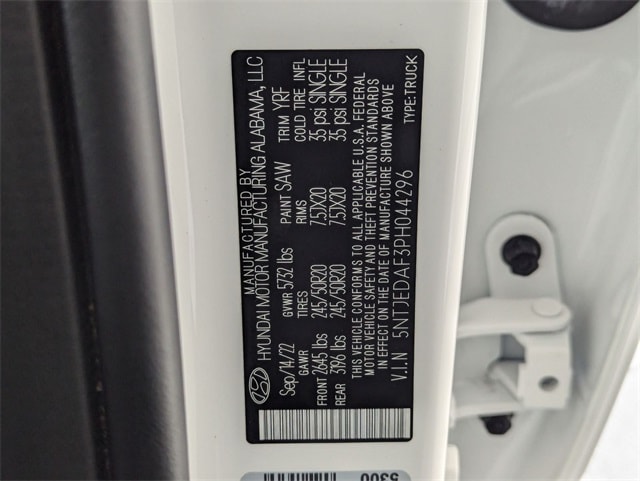 MANUFACTURED BY
HYUNDAI MOTOR MANUFACTURING ALABAMA, LLC
Sep/14/22 GVWR 5732 lbs PAINT SAW TRIM YRF
GAWR TIRES RIMS COLD TIRE INFL
FRONT 2645 lbs 245/50R20 7.5JX20 35 psi SINGLE
REAR 3196 lbs 245/50R20 7.5JX20 35 psi SINGLE
THIS VEHICLE CONFORMS TO ALL APPLICABLE U.S.A. FEDERAL
MOTOR VEHICLE SAFETY AND THEFT PREVENTION STANDARDS
IN EFFECT ON THE DATE OF MANUFACTURE SHOWN ABOVE
V.I.N 5NTJEDAF3PH044296 TYPE:TRUCK
5300